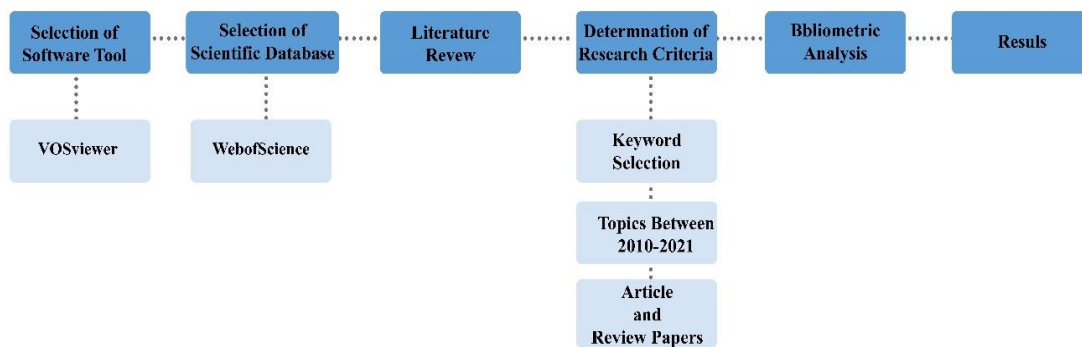 Selection of
Software Tool
Selection of
Scientific Database
Literature
Revew
Determnation of
Research Criteria
Bbliometric
Analysis
Resuls
VOSviewer
WebofScience
Keyword
Selection
Topics Between
2010-2021
Article
and
Review Papers